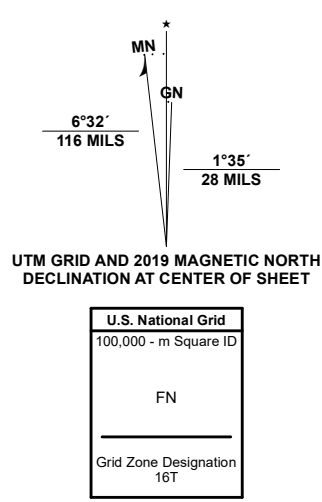 MN
GN
6°32´
116 MILS
1°35´
28 MILS
UTM GRID AND 2019 MAGNETIC NORTH
DECLINATION AT CENTER OF SHEET
U.S. National Grid
100,000 - m Square ID
FN
Grid Zone Designation
16T